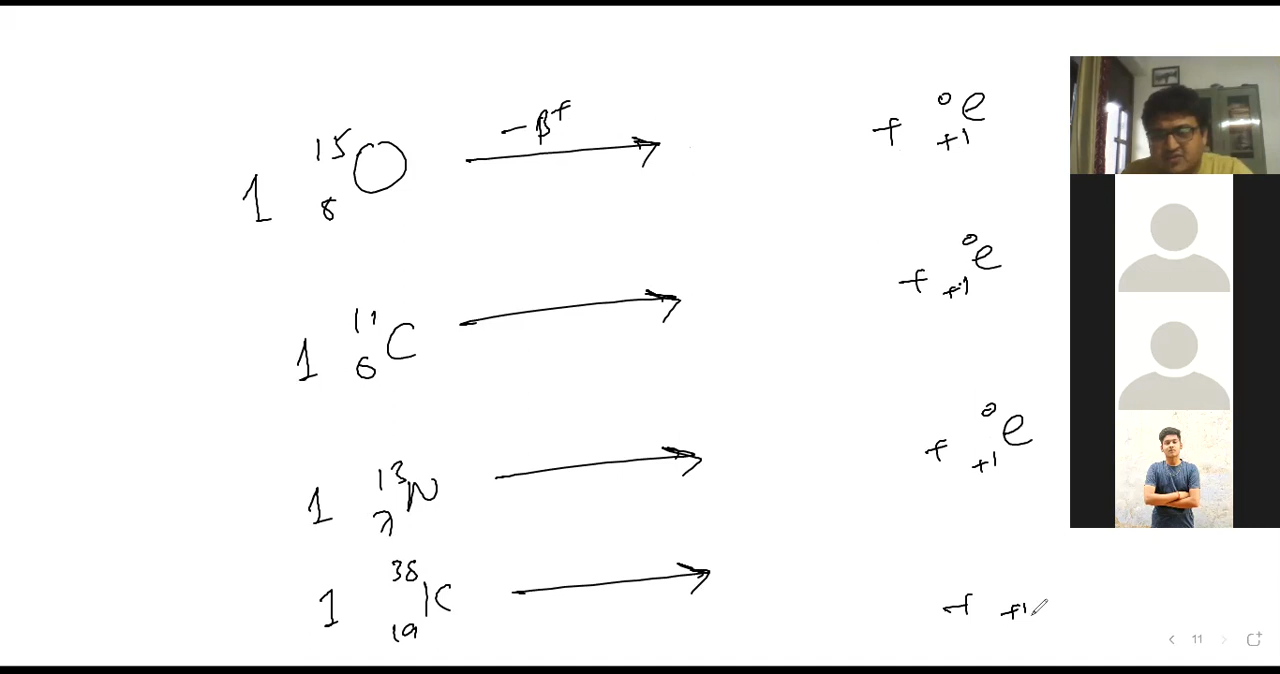 1 ¹⁵₈O −β⁺ → + ⁰₊₁e
1 ¹¹₆C → + ⁰₊₁e
1 ¹³₇N → + ⁰₊₁e
1 ³⁸₁₉K → + ₊₁
11